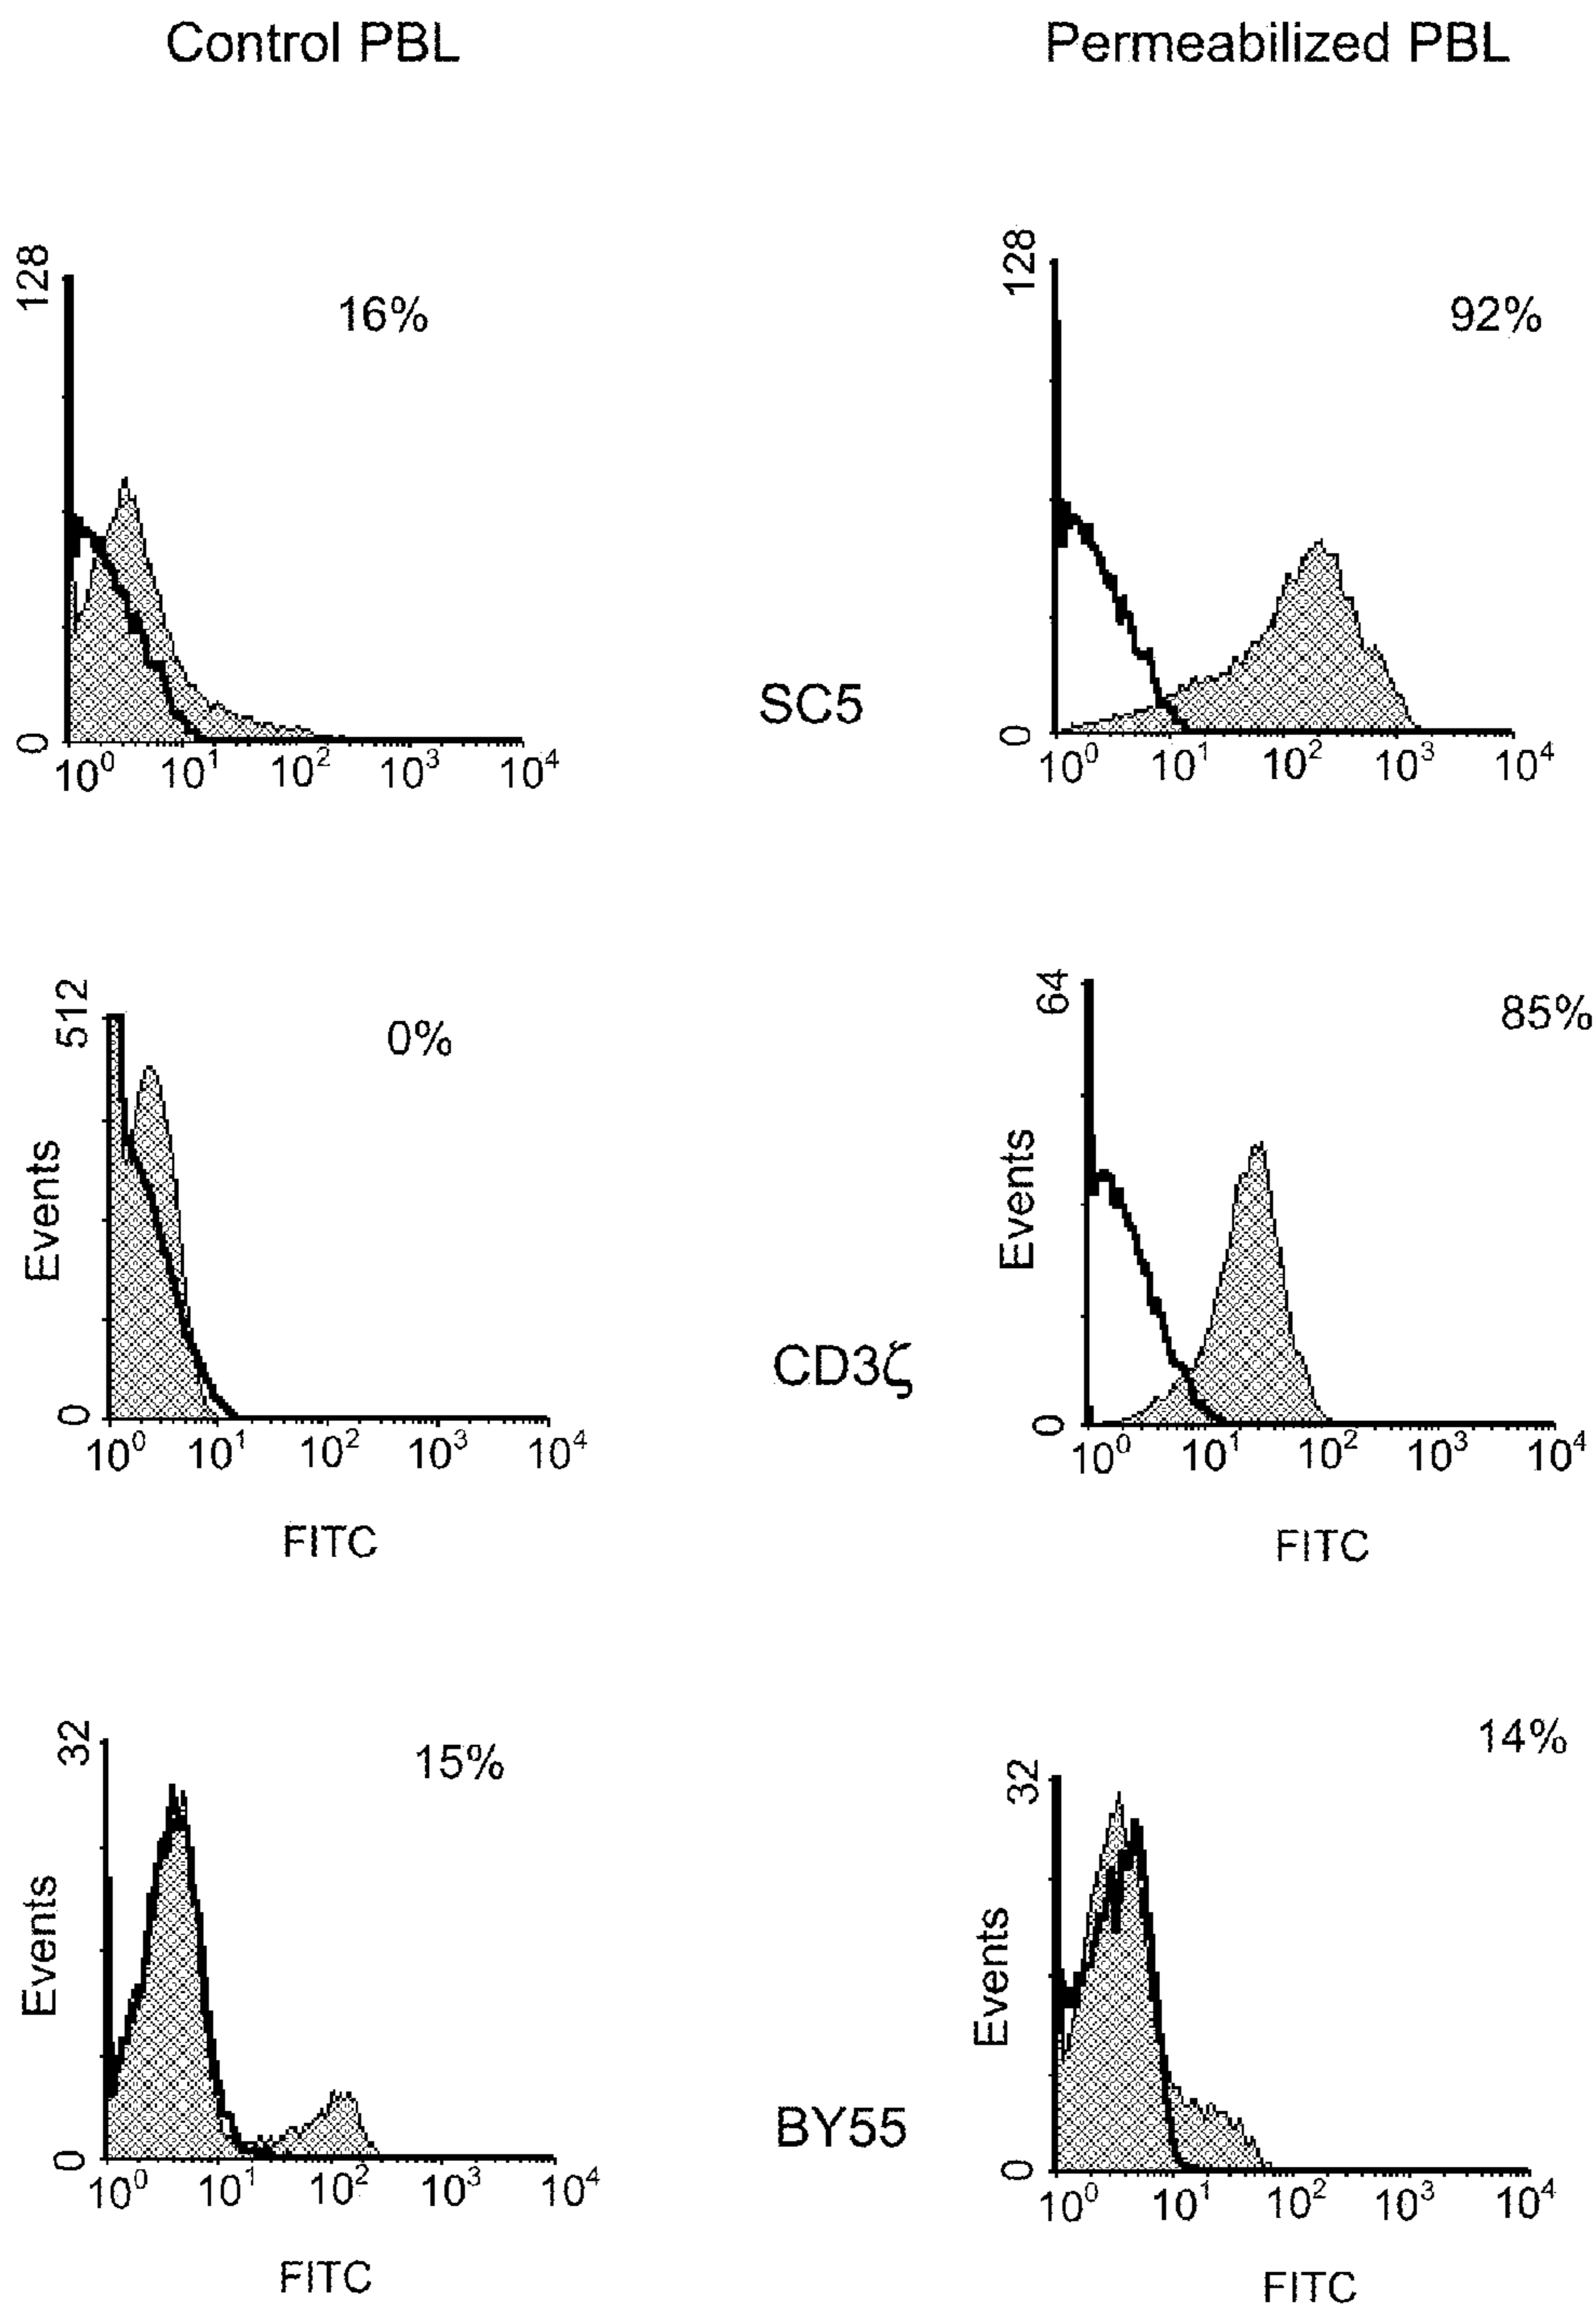 Control PBL Permeabilized PBL
128 16% 128 92%
SC5
0 0
10⁰ 10¹ 10² 10³ 10⁴ 10⁰ 10¹ 10² 10³ 10⁴
512 0% 64 85%
Events Events
CD3ζ
0 0
10⁰ 10¹ 10² 10³ 10⁴ 10⁰ 10¹ 10² 10³ 10⁴
FITC FITC
32 15% 32 14%
Events Events
BY55
0 0
10⁰ 10¹ 10² 10³ 10⁴ 10⁰ 10¹ 10² 10³ 10⁴
FITC FITC